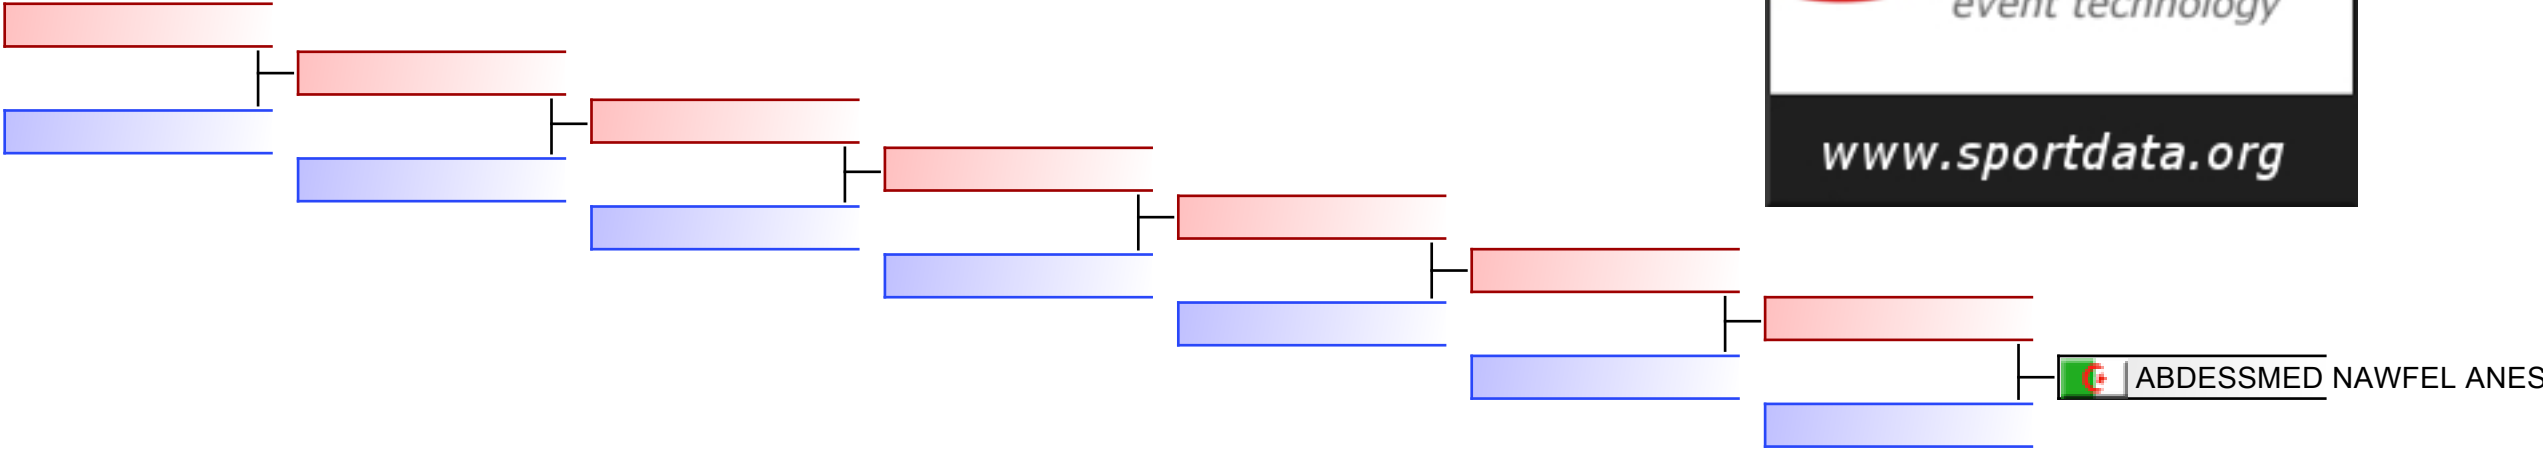 event technology
www.sportdata.org
ABDESSMED NAWFEL ANES